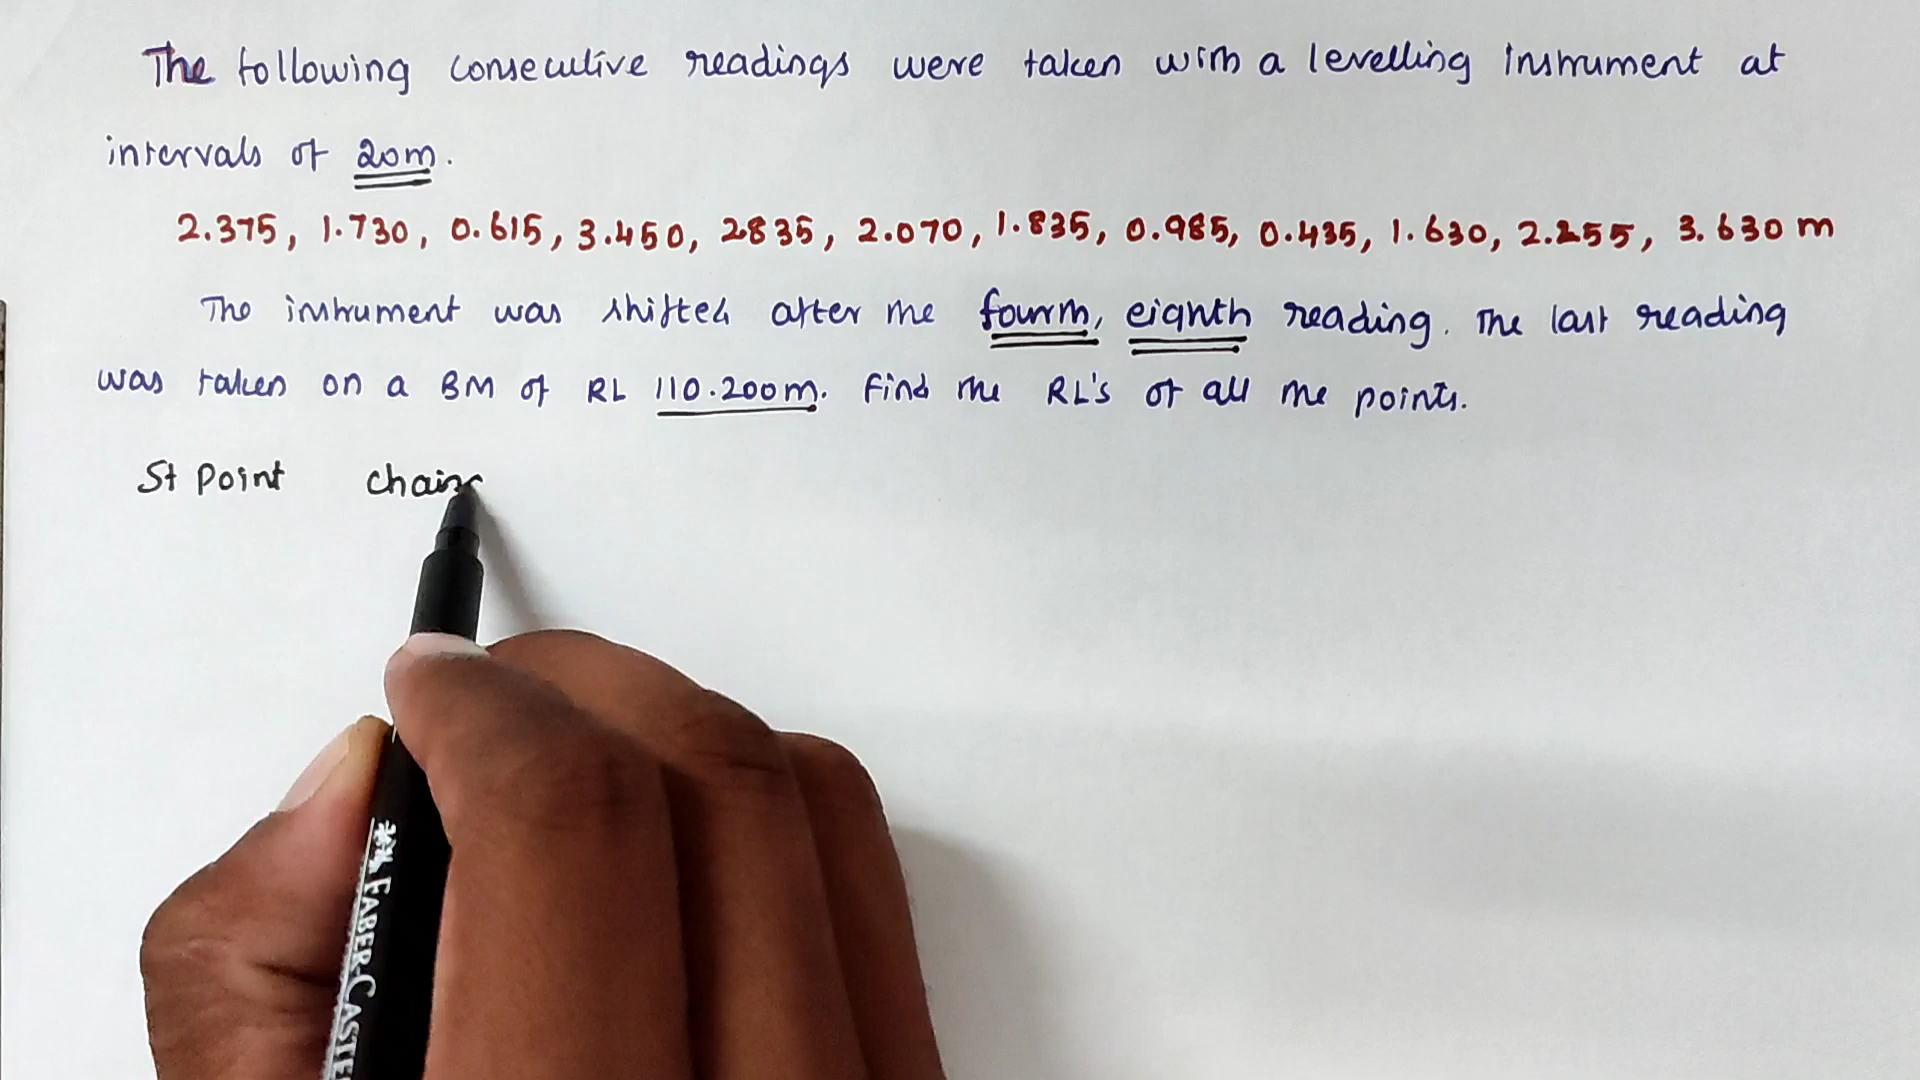 The following consecutive readings were taken with a levelling instrument at
intervals of 20m.
2.375, 1.730, 0.615, 3.450, 2835, 2.070, 1.835, 0.985, 0.435, 1.630, 2.255, 3.630 m
The instrument was shifted after the fourth, eighth reading. The last reading
was taken on a BM of RL 110.200m. Find the RL's of all the points.
St Point chain
FABER-CASTE